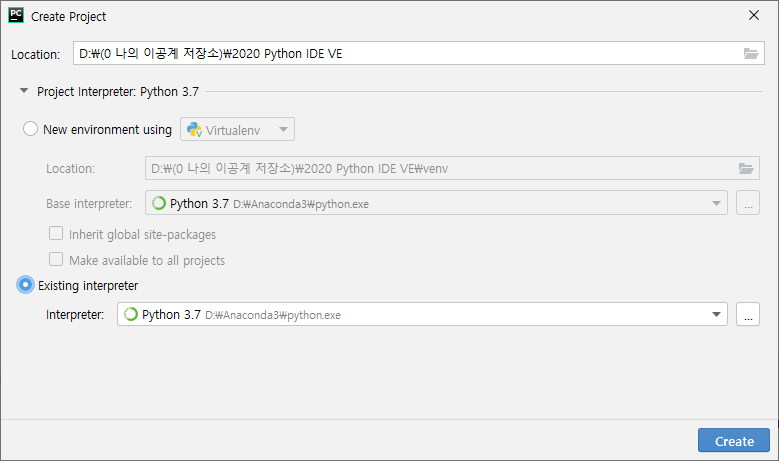 PC
Create Project
Location: D:₩(0 나의 이공계 저장소)₩2020 Python IDE VE
Project Interpreter: Python 3.7
New environment using Virtualenv
Location: D:₩(0 나의 이공계 저장소)₩2020 Python IDE VE₩venv
Base interpreter: Python 3.7 D:₩Anaconda3₩python.exe ...
Inherit global site-packages
Make available to all projects
Existing interpreter
Interpreter: Python 3.7 D:₩Anaconda3₩python.exe ...
Create